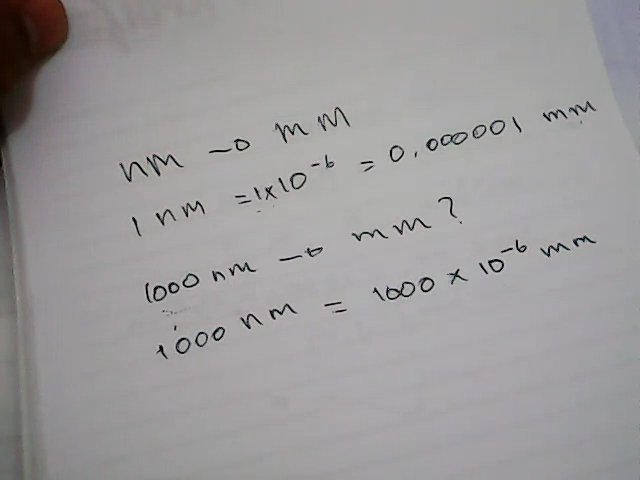 nm → mm
1 nm = 1x10⁻⁶ = 0.000001 mm
1000 nm → mm?
1000 nm = 1000 x 10⁻⁶ mm